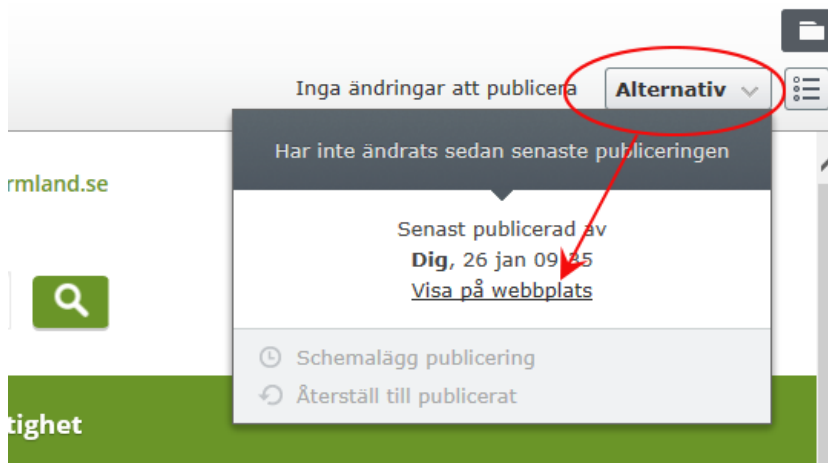 Inga ändringar att publicera
Alternativ
Har inte ändrats sedan senaste publiceringen
rmland.se
Senast publicerad av
Dig, 26 jan 09:35
Visa på webbplats
Schemalägg publicering
Återställ till publicerat
tighet